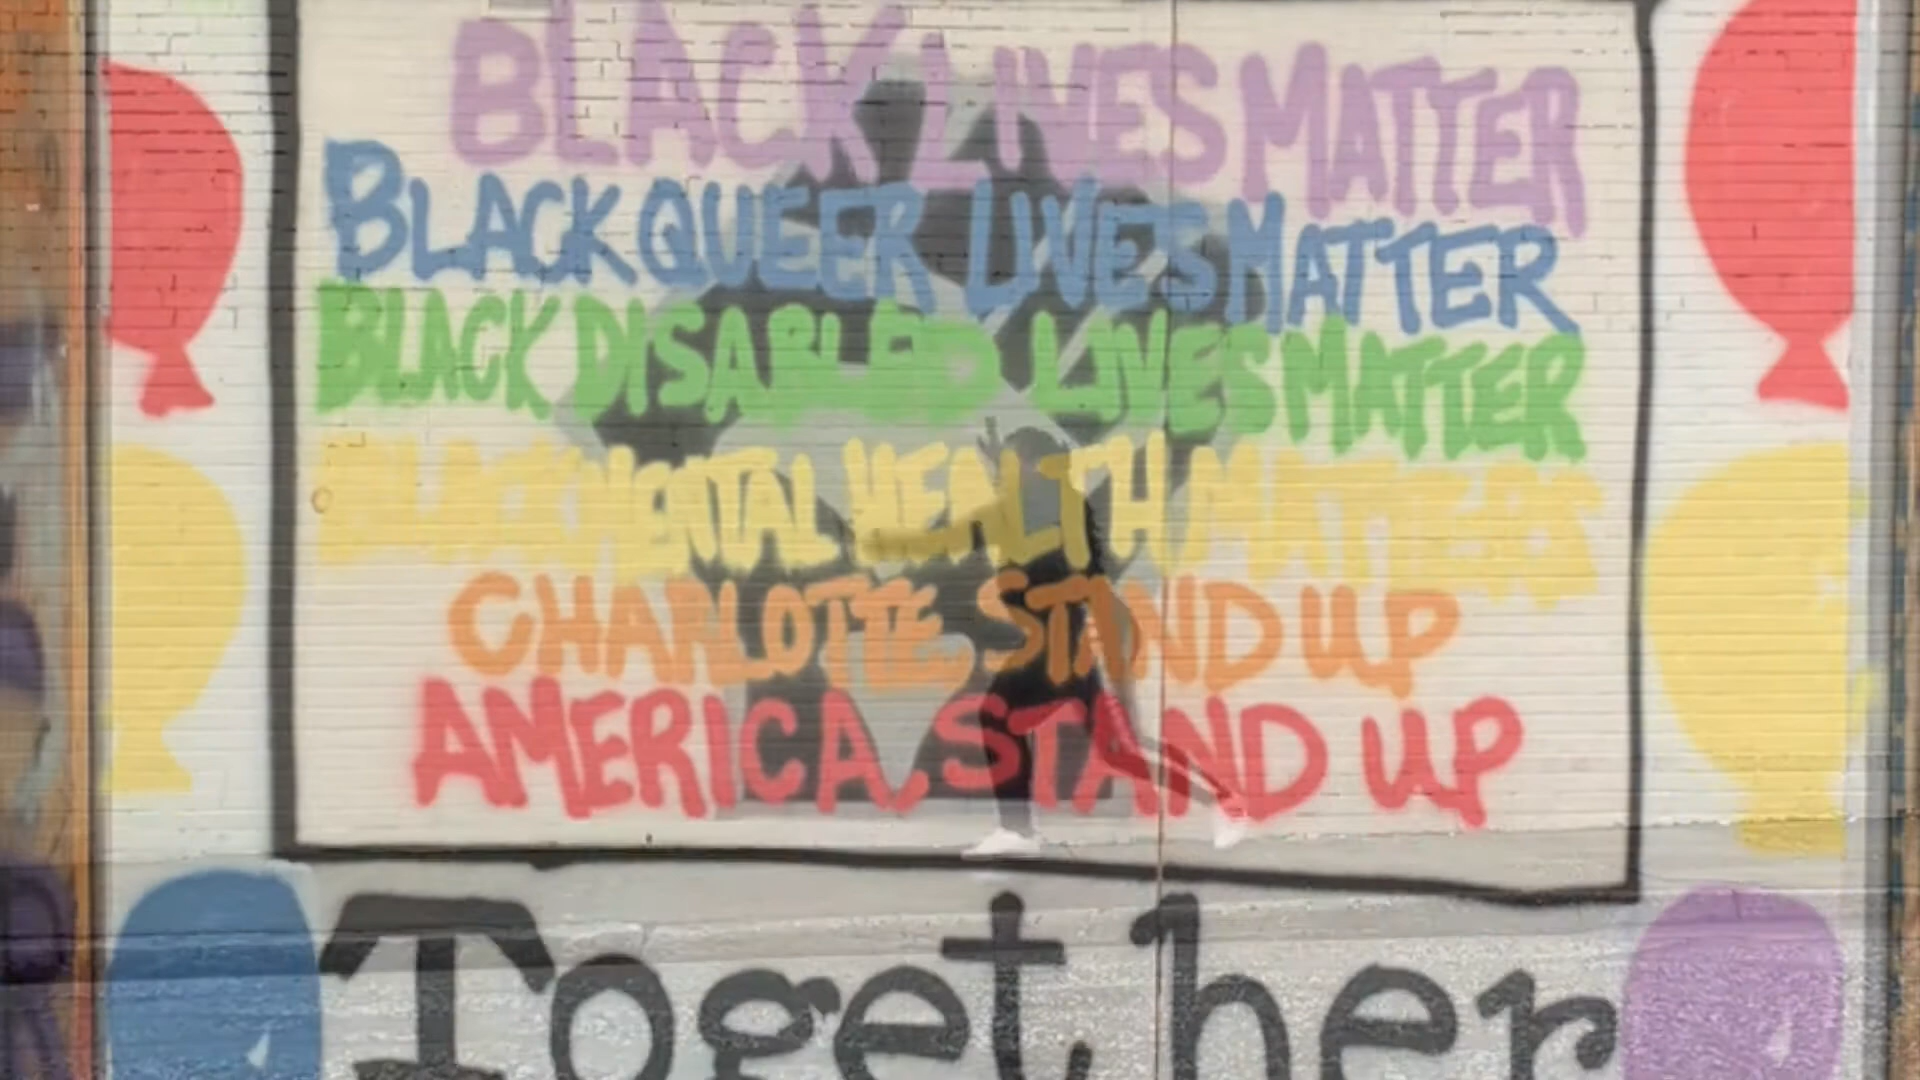 BLACK LIVES MATTER
BLACK QUEER LIVES MATTER
BLACK DISABLED LIVES MATTER
BLACK MENTAL HEALTH MATTERS
CHARLOTTE, STAND UP
AMERICA, STAND UP
Together